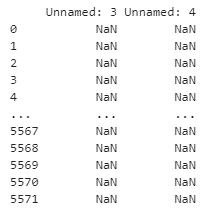 Unnamed: 3 Unnamed: 4
0 NaN NaN
1 NaN NaN
2 NaN NaN
3 NaN NaN
4 NaN NaN
... ... ...
5567 NaN NaN
5568 NaN NaN
5569 NaN NaN
5570 NaN NaN
5571 NaN NaN